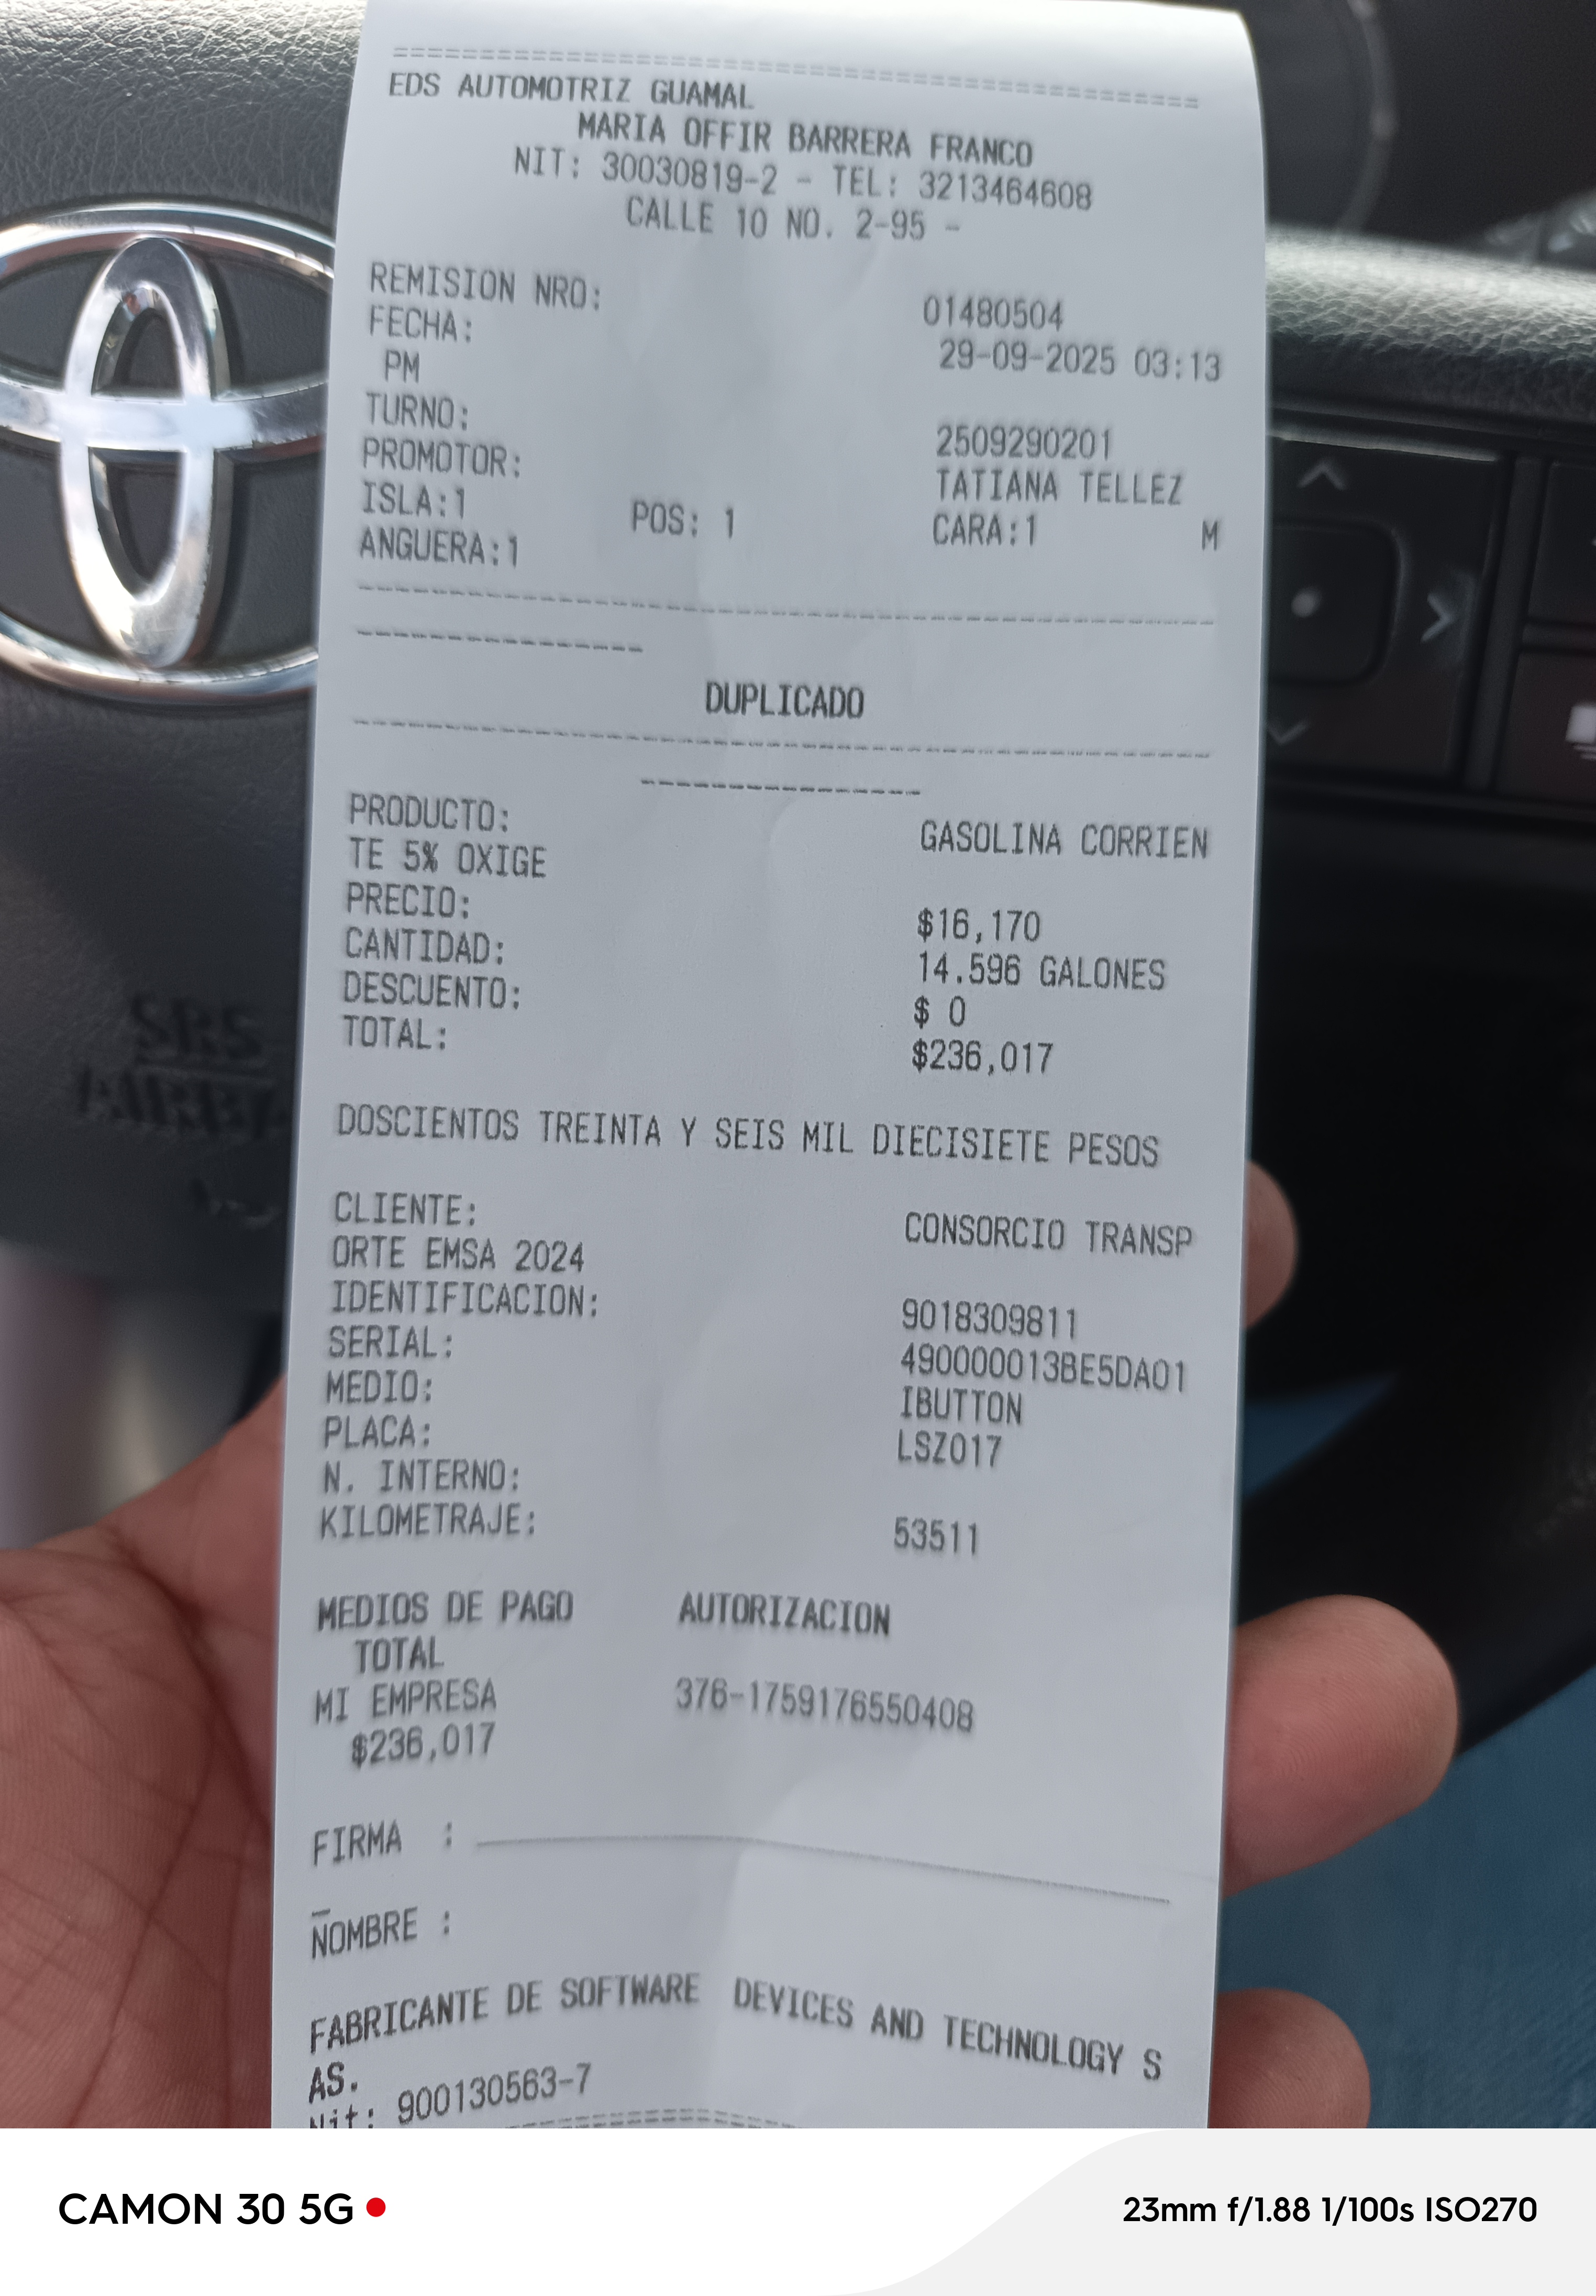 EDS AUTOMOTRIZ GUAMAL
MARIA OFFIR BARRERA FRANCO
NIT: 30030819-2 - TEL: 3213464608
CALLE 10 NO. 2-95 -
REMISION NRO: 01480504
FECHA: 29-09-2025 03:13
PM
TURNO: 2509290201
PROMOTOR: TATIANA TELLEZ
ISLA:1 POS: 1 CARA:1 M
ANGUERA:1
DUPLICADO
PRODUCTO: GASOLINA CORRIEN
TE 5% OXIGE
PRECIO: $16,170
CANTIDAD: 14.596 GALONES
DESCUENTO: $ 0
TOTAL: $236,017
DOSCIENTOS TREINTA Y SEIS MIL DIECISIETE PESOS
CLIENTE: CONSORCIO TRANSP
ORTE EMSA 2024
IDENTIFICACION: 9018309811
SERIAL: 490000013BE5DA01
MEDIO: IBUTTON
PLACA: LSZ017
N. INTERNO:
KILOMETRAJE: 53511
MEDIOS DE PAGO AUTORIZACION
TOTAL
MI EMPRESA 376-1759176550408
$236,017
FIRMA :
NOMBRE :
FABRICANTE DE SOFTWARE DEVICES AND TECHNOLOGY S
AS.
Nit: 900130563-7
SRS
AIRBAG
CAMON 30 5G
23mm f/1.88 1/100s ISO270